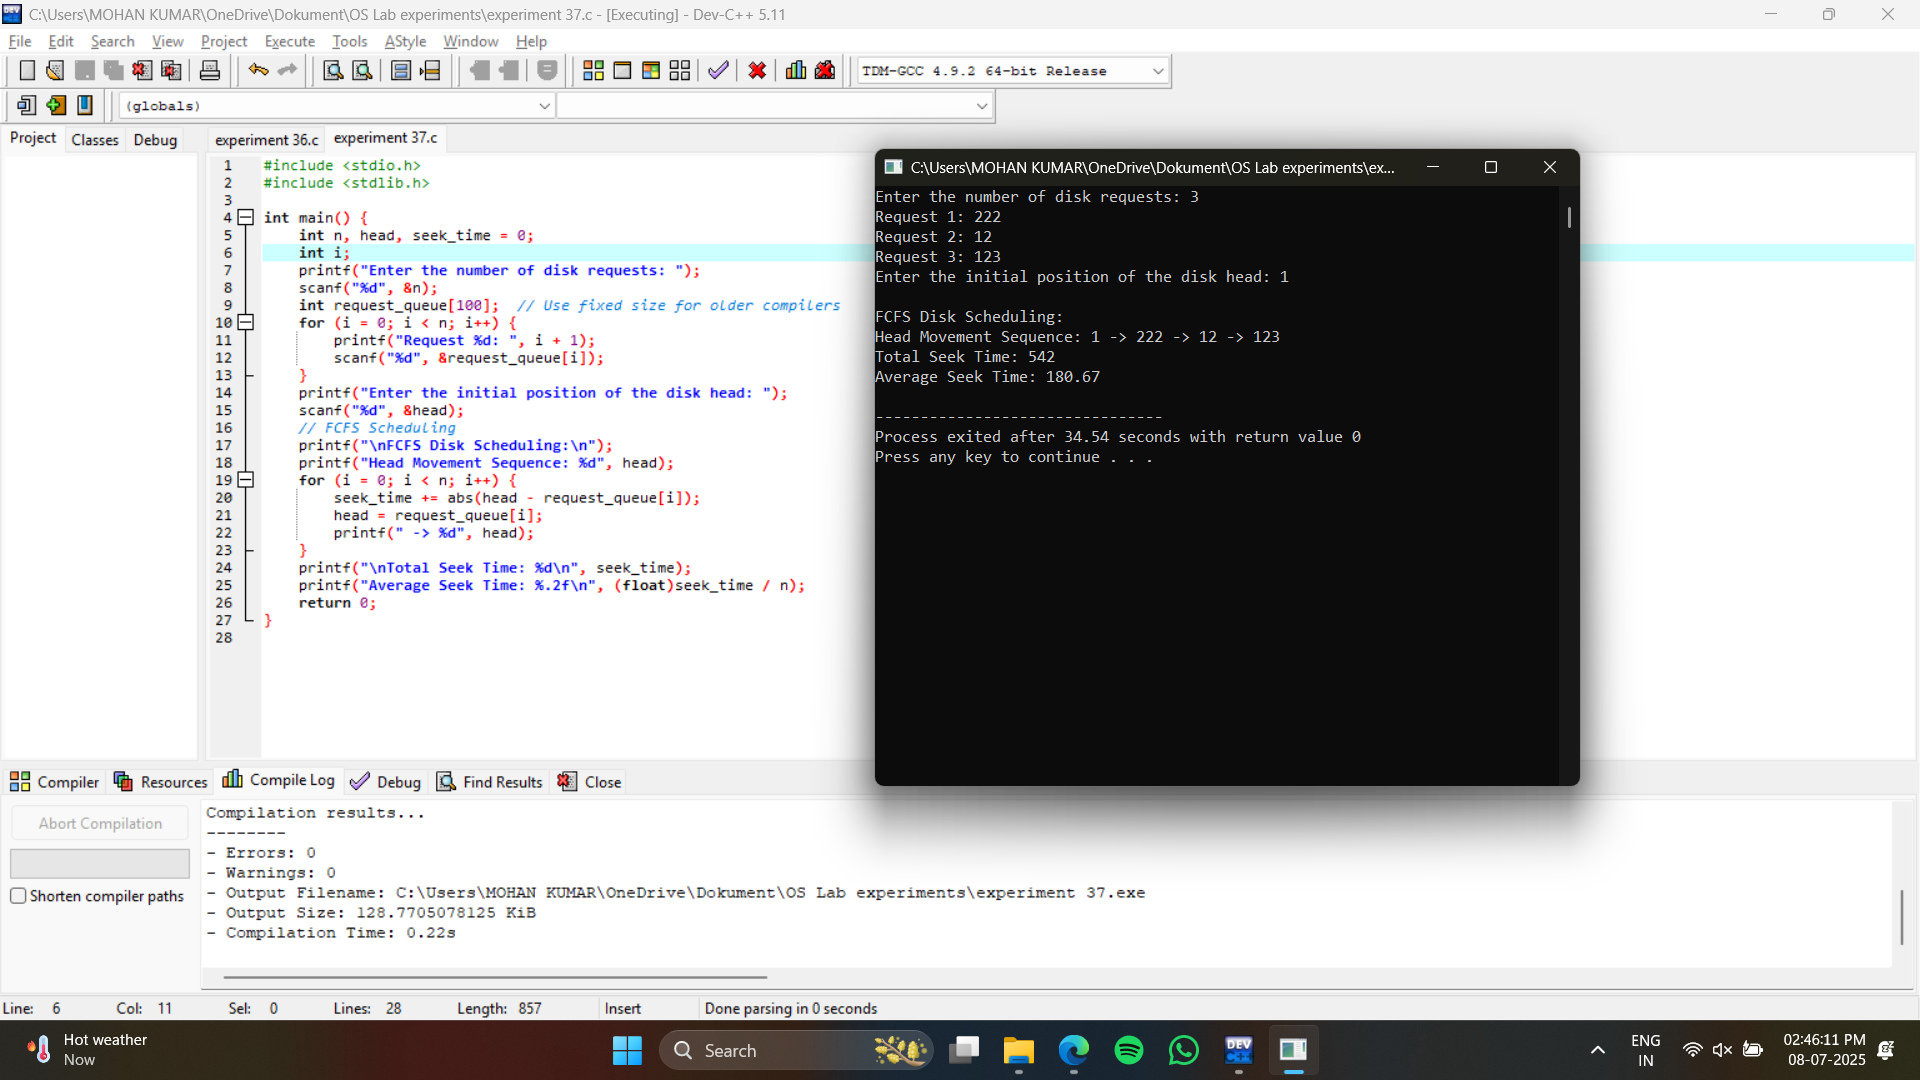 C:\Users\MOHAN KUMAR\OneDrive\Dokument\OS Lab experiments\experiment 37.c - [Executing] - Dev-C++ 5.11
File Edit Search View Project Execute Tools AStyle Window Help
TDM-GCC 4.9.2 64-bit Release
(globals)
Project Classes Debug
experiment 36.c experiment 37.c
1 #include <stdio.h>
2 #include <stdlib.h>
3
4 int main() {
5 int n, head, seek_time = 0;
6 int i;
7 printf("Enter the number of disk requests: ");
8 scanf("%d", &n);
9 int request_queue[100];  // Use fixed size for older compilers
10 for (i = 0; i < n; i++) {
11 printf("Request %d: ", i + 1);
12 scanf("%d", &request_queue[i]);
13 }
14 printf("Enter the initial position of the disk head: ");
15 scanf("%d", &head);
16 // FCFS Scheduling
17 printf("\nFCFS Disk Scheduling:\n");
18 printf("Head Movement Sequence: %d", head);
19 for (i = 0; i < n; i++) {
20 seek_time += abs(head - request_queue[i]);
21 head = request_queue[i];
22 printf(" -> %d", head);
23 }
24 printf("\nTotal Seek Time: %d\n", seek_time);
25 printf("Average Seek Time: %.2f\n", (float)seek_time / n);
26 return 0;
27 }
28
C:\Users\MOHAN KUMAR\OneDrive\Dokument\OS Lab experiments\ex...
Enter the number of disk requests: 3
Request 1: 222
Request 2: 12
Request 3: 123
Enter the initial position of the disk head: 1
FCFS Disk Scheduling:
Head Movement Sequence: 1 -> 222 -> 12 -> 123
Total Seek Time: 542
Average Seek Time: 180.67
--------------------------------
Process exited after 34.54 seconds with return value 0
Press any key to continue . . .
Compiler Resources Compile Log Debug Find Results Close
Abort Compilation
Shorten compiler paths
Compilation results...
--------
- Errors: 0
- Warnings: 0
- Output Filename: C:\Users\MOHAN KUMAR\OneDrive\Dokument\OS Lab experiments\experiment 37.exe
- Output Size: 128.7705078125 KiB
- Compilation Time: 0.22s
Line: 6 Col: 11 Sel: 0 Lines: 28 Length: 857 Insert Done parsing in 0 seconds
Hot weather
Now
Search
DEV
ENG
IN
02:46:11 PM
08-07-2025